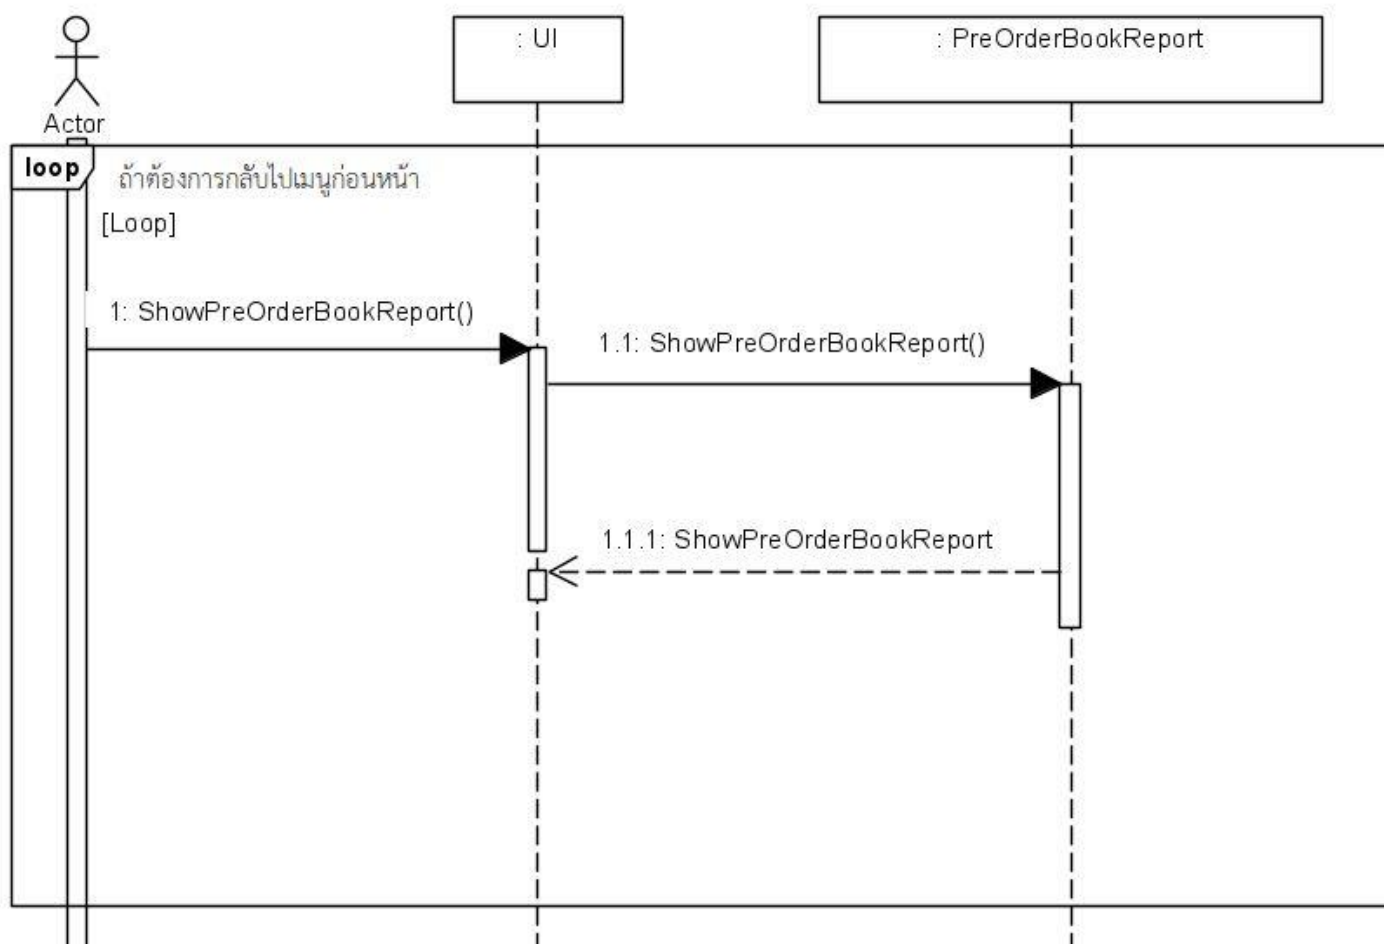 : UI
: PreOrderBookReport
Actor
loop
ถ้าต้องการกลับไปเมนูก่อนหน้า
[Loop]
1: ShowPreOrderBookReport()
1.1: ShowPreOrderBookReport()
1.1.1: ShowPreOrderBookReport